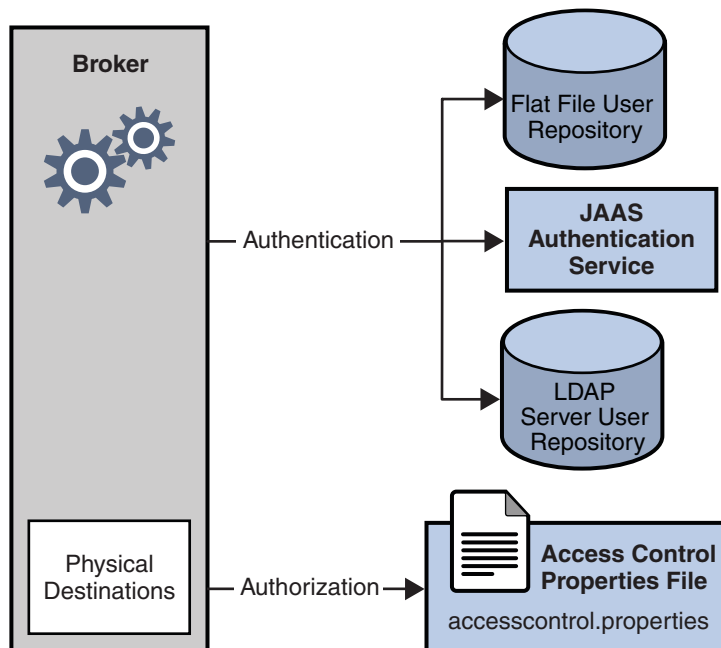 Broker
Flat File User
Repository
JAAS
Authentication
Service
Authentication
LDAP
Server User
Repository
Physical
Destinations
Authorization
Access Control
Properties File
accesscontrol.properties